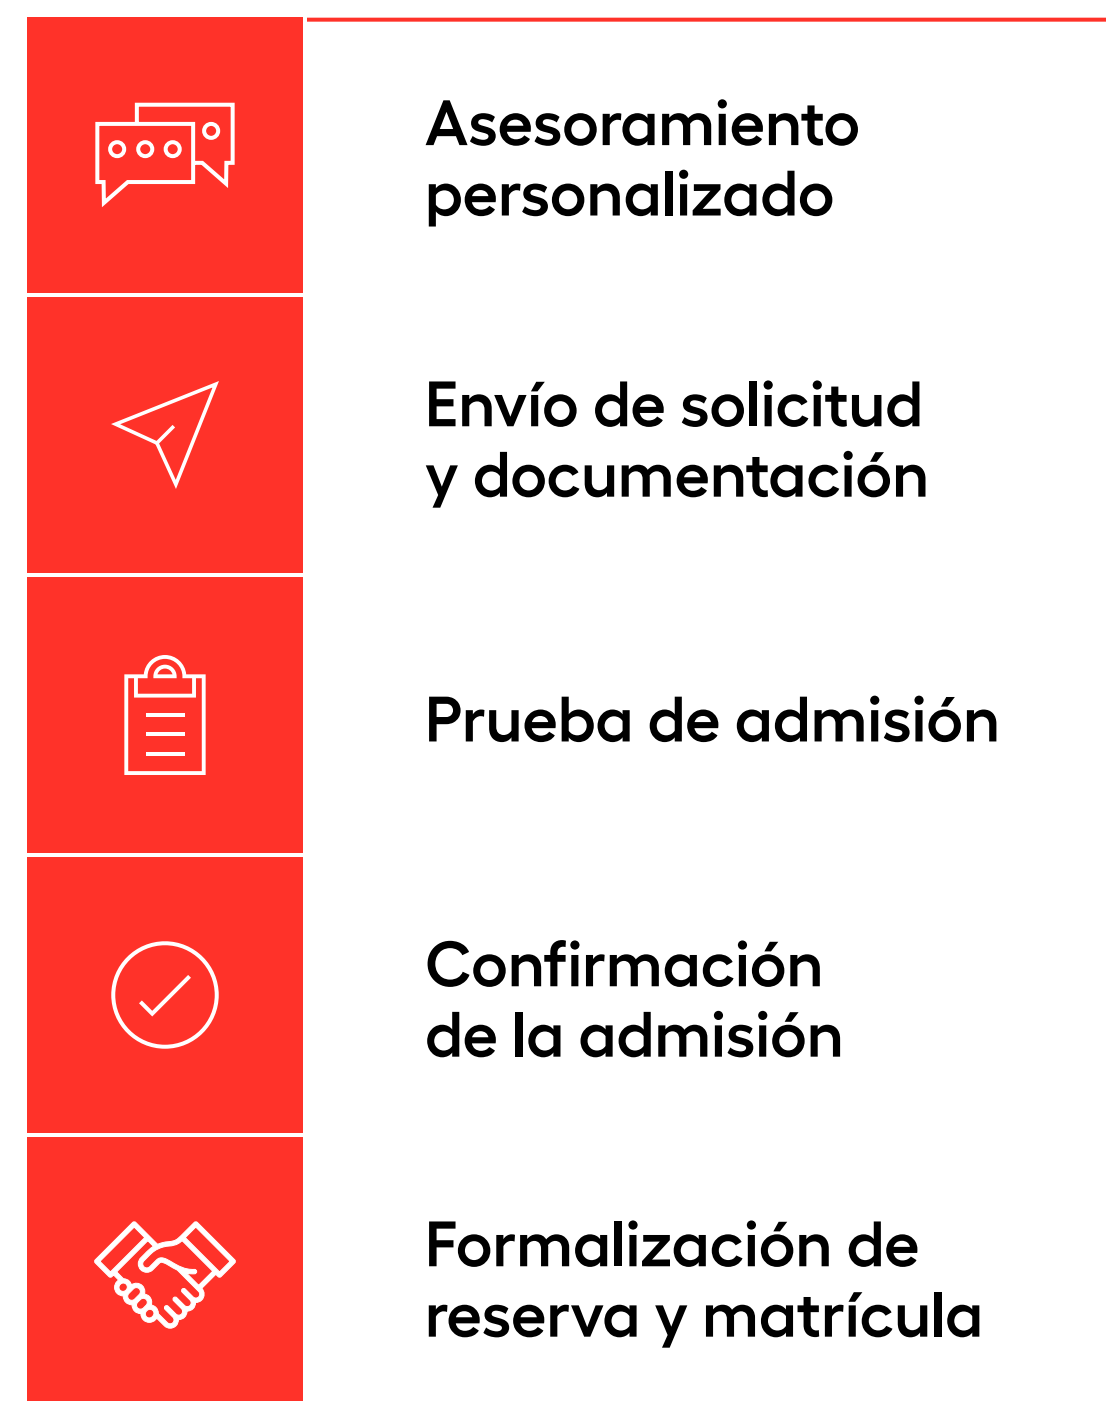 Asesoramiento
personalizado
Envío de solicitud
y documentación
Prueba de admisión
Confirmación
de la admisión
Formalización de
reserva y matrícula